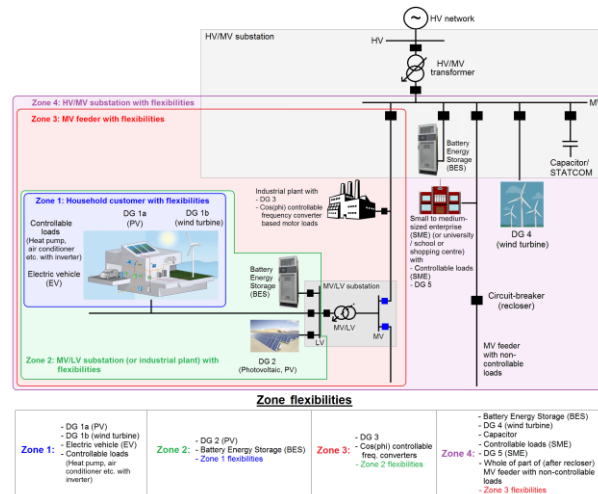 HV network
HV/MV substation
HV
HV/MV
transformer
Zone 4: HV/MV substation with flexibilities
MV
Zone 3: MV feeder with flexibilities
Battery
Energy
Storage
(BES)
Capacitor/
STATCOM
Industrial plant with
- DG 3
- Cos(phi) controllable
frequency converter
based motor loads
Zone 1: Household customer with flexibilities
Controllable
loads
(Heat pump,
air conditioner
etc. with inverter)
Electric vehicle
(EV)
DG 1a
(PV)
DG 1b
(wind turbine)
Small to medium-
sized enterprise
(SME) (or university
/ school or
shopping centre)
with
- Controllable loads
(SME)
- DG 5
DG 4
(wind turbine)
Battery
Energy
Storage
(BES)
MV/LV substation
MV/LV
LV
MV
Circuit-breaker
(recloser)
DG 2
(Photovoltaic, PV)
Zone 2: MV/LV substation (or industrial plant) with
flexibilities
MV feeder
with non-
controllable
loads
Zone flexibilities
Zone 1:
- DG 1a (PV)
- DG 1b (wind turbine)
- Electric vehicle (EV)
- Controllable loads
(Heat pump, air
conditioner etc. with
inverter)
Zone 2:
- DG 2 (PV)
- Battery Energy Storage (BES)
- Zone 1 flexibilities
Zone 3:
- DG 3
- Cos(phi) controllable
freq. converters
- Zone 2 flexibilities
Zone 4:
- Battery Energy Storage (BES)
- DG 4 (wind turbine)
- Capacitor
- Controllable loads (SME)
- DG 5 (SME)
- Whole of part of (after recloser)
MV feeder with non-controllable
loads
- Zone 3 flexibilities